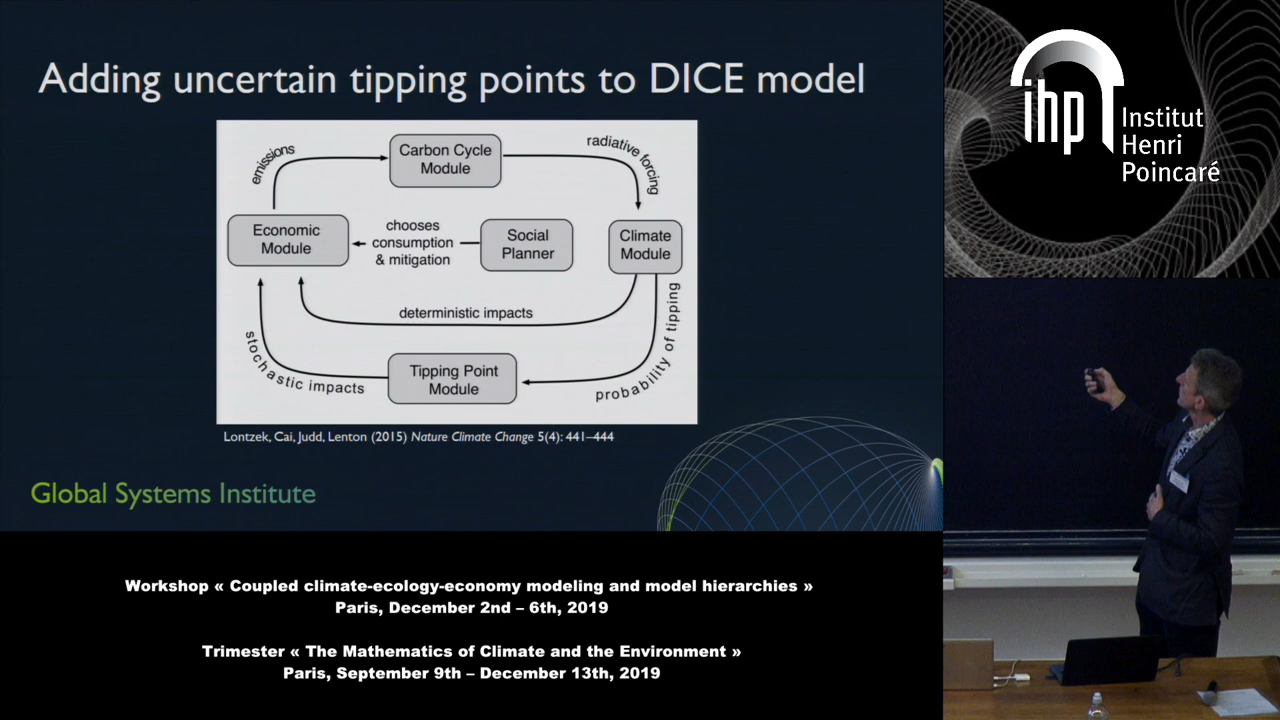 Adding uncertain tipping points to DICE model
emissions
Carbon Cycle
Module
radiative forcing
Economic
Module
chooses
consumption
& mitigation
Social
Planner
Climate
Module
deterministic impacts
stochastic impacts
Tipping Point
Module
probability of tipping
Lontzek, Cai, Judd, Lenton (2015) Nature Climate Change 5(4): 441–444
Global Systems Institute
ihp
Institut
Henri
Poincaré
Workshop « Coupled climate-ecology-economy modeling and model hierarchies »
Paris, December 2nd – 6th, 2019
Trimester « The Mathematics of Climate and the Environment »
Paris, September 9th – December 13th, 2019